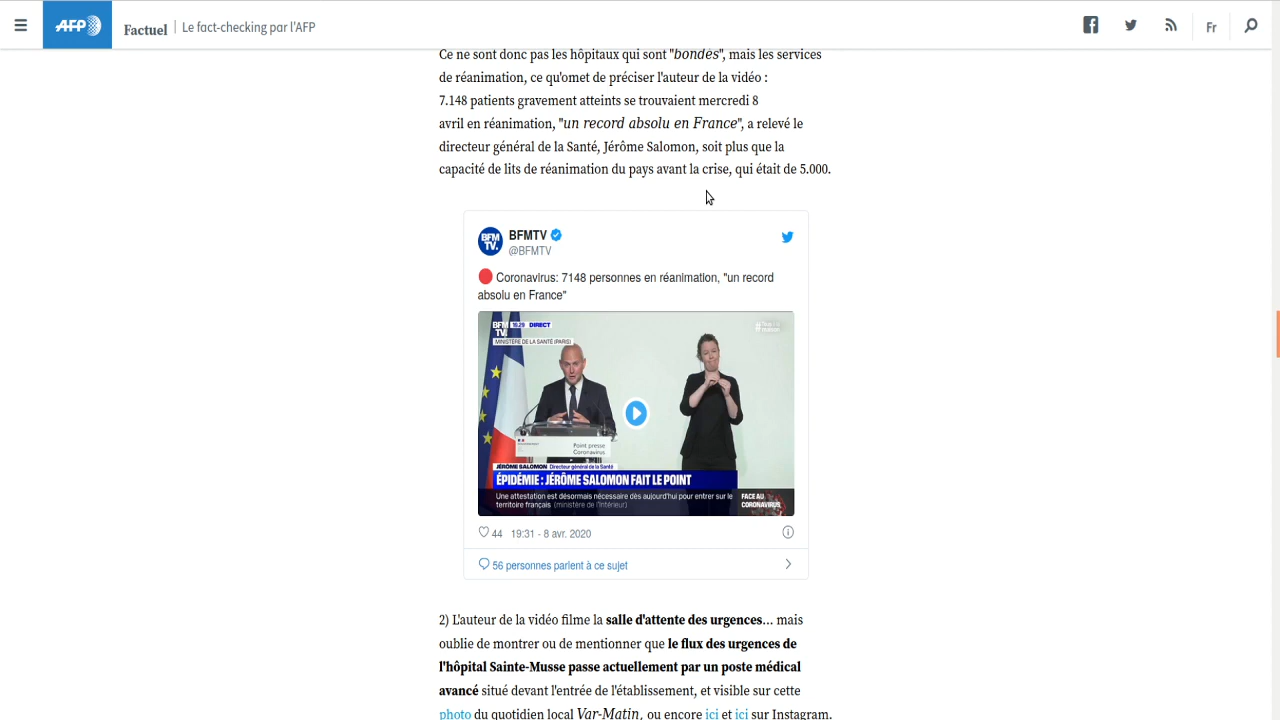 AFP
Factuel
Le fact-checking par l'AFP
Fr
Ce ne sont donc pas les hôpitaux qui sont "bondés", mais les services
de réanimation, ce qu'omet de préciser l'auteur de la vidéo :
7.148 patients gravement atteints se trouvaient mercredi 8
avril en réanimation, "un record absolu en France", a relevé le
directeur général de la Santé, Jérôme Salomon, soit plus que la
capacité de lits de réanimation du pays avant la crise, qui était de 5.000.
BFM TV.
BFMTV
@BFMTV
Coronavirus: 7148 personnes en réanimation, "un record
absolu en France"
BFM TV. 19:29 DIRECT
MINISTÈRE DE LA SANTÉ (PARIS)
Point presse
Coronavirus
JÉRÔME SALOMON Directeur général de la Santé
ÉPIDÉMIE : JÉRÔME SALOMON FAIT LE POINT
Une attestation est désormais nécessaire dès aujourd'hui pour entrer sur le
territoire français (ministère de l'Intérieur)
FACE AU
CORONAVIRUS
44 19:31 - 8 avr. 2020
56 personnes parlent à ce sujet
2) L'auteur de la vidéo filme la salle d'attente des urgences... mais
oublie de montrer ou de mentionner que le flux des urgences de
l'hôpital Sainte-Musse passe actuellement par un poste médical
avancé situé devant l'entrée de l'établissement, et visible sur cette
photo du quotidien local Var-Matin, ou encore ici et ici sur Instagram.